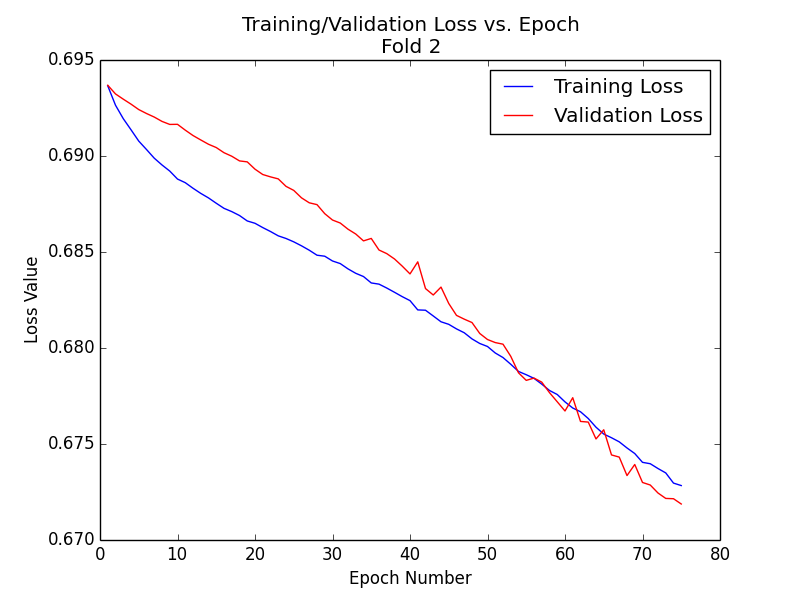 Training/Validation Loss vs. Epoch
Fold 2
0.695
0.690
0.685
0.680
0.675
0.670
Loss Value
Training Loss
Validation Loss
0 10 20 30 40 50 60 70 80
Epoch Number